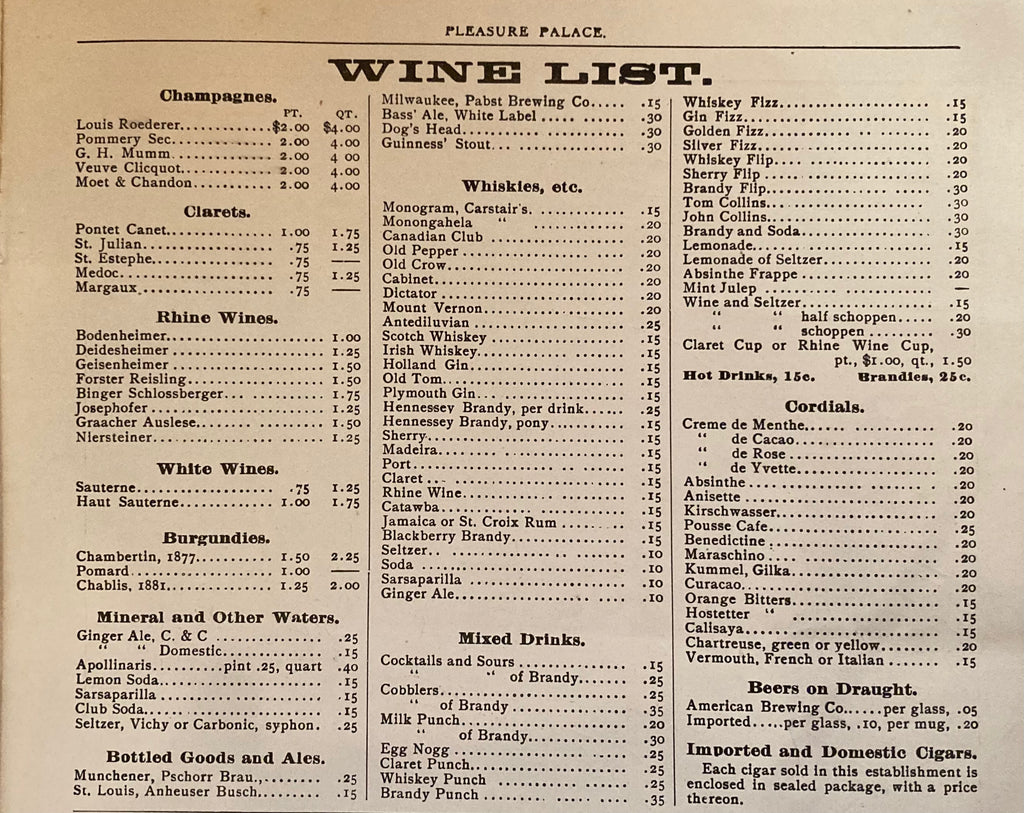 PLEASURE PALACE.
WINE LIST.
Champagnes.
PT. QT.
Louis Roederer.............$2.00 $4.00
Pommery Sec................ 2.00 4.00
G. H. Mumm................. 2.00 4 00
Veuve Clicquot............. 2.00 4.00
Moet & Chandon............. 2.00 4.00
Clarets.
Pontet Canet............... 1.00 1.75
St. Julian................. .75 1.25
St. Estephe................ .75 ——
Medoc...................... .75 1.25
Margaux.................... .75 ——
Rhine Wines.
Bodenheimer........................ 1.00
Deidesheimer ...................... 1.25
Geisenheimer ...................... 1.50
Forster Reisling................... 1.50
Binger Schlossberger... ........... 1.75
Josephofer ........................ 1.25
Graacher Auslese................... 1.50
Niersteiner........................ 1.25
White Wines.
Sauterne................... .75 1.25
Haut Sauterne.............. 1.00 1.75
Burgundies.
Chambertin, 1877........... 1.50 2.25
Pomard .................... 1.00 ——
Chablis, 1881.............. 1.25 2.00
Mineral and Other Waters.
Ginger Ale, C. & C ............... .25
" " Domestic............... .15
Apollinaris..........pint .25, quart .40
Lemon Soda........................ .15
Sarsaparilla ..................... .15
Club Soda......................... .15
Seltzer, Vichy or Carbonic, syphon. .25
Bottled Goods and Ales.
Munchener, Pschorr Brau.,......... .25
St. Louis, Anheuser Busch......... .15
Milwaukee, Pabst Brewing Co..... .15
Bass' Ale, White Label ..... ..... .30
Dog's Head........................ .30
Guinness' Stout... ............... .30
Whiskies, etc.
Monogram, Carstair's. ............ .15
Monongahela " ............ .20
Canadian Club .................... .20
Old Pepper ....................... .20
Old Crow.......................... .20
Cabinet........................... .20
Dictator ......................... .20
Mount Vernon...................... .20
Antediluvian ..................... .25
Scotch Whiskey ................... .15
Irish Whiskey..................... .15
Holland Gin....................... .15
Old Tom........................... .15
Plymouth Gin...................... .15
Hennessey Brandy, per drink...... .25
Hennessey Brandy, pony........... .15
Sherry............................ .15
Madeira........................... .15
Port.............................. .15
Claret ... ....................... .15
Rhine Wine........................ .15
Catawba........................... .15
Jamaica or St. Croix Rum ......... .15
Blackberry Brandy................. .15
Seltzer........................... .10
Soda ............................. .10
Sarsaparilla ..................... .10
Ginger Ale........................ .10
Mixed Drinks.
Cocktails and Sours .............. .15
" " of Brandy....... .25
Cobblers.......................... .25
" of Brandy ................ .35
Milk Punch........................ .20
" of Brandy................ .30
Egg Nogg ......................... .25
Claret Punch...................... .25
Whiskey Punch .................... .25
Brandy Punch ..................... .35
Whiskey Fizz...................... .15
Gin Fizz.......................... .15
Golden Fizz....................... .20
Silver Fizz....................... .20
Whiskey Flip.... ................. .20
Sherry Flip ...................... .20
Brandy Flip....................... .30
Tom Collins....................... .30
John Collins...................... .30
Brandy and Soda................... .30
Lemonade.......................... .15
Lemonade of Seltzer............... .20
Absinthe Frappe .................. .20
Mint Julep ....................... —
Wine and Seltzer.................. .15
" " half schoppen..... .20
" " schoppen .......... .30
Claret Cup or Rhine Wine Cup,
pt., $1.00, qt., 1.50
Hot Drinks, 15c. Brandies, 25c.
Cordials.
Creme de Menthe...... ............ .20
" de Cacao.................... .20
" de Rose .................... .20
" de Yvette................... .20
Absinthe ......................... .20
Anisette ......................... .20
Kirschwasser...................... .20
Pousse Cafe....................... .25
Benedictine ...................... .20
Maraschino ....................... .20
Kummel, Gilka..................... .20
Curacao........................... .20
Orange Bitters.................... .15
Hostetter " .................... .15
Calisaya.......................... .15
Chartreuse, green or yellow....... .20
Vermouth, French or Italian ...... .15
Beers on Draught.
American Brewing Co......per glass, .05
Imported.....per glass, .10, per mug, .20
Imported and Domestic Cigars.
Each cigar sold in this establishment is
enclosed in sealed package, with a price
thereon.